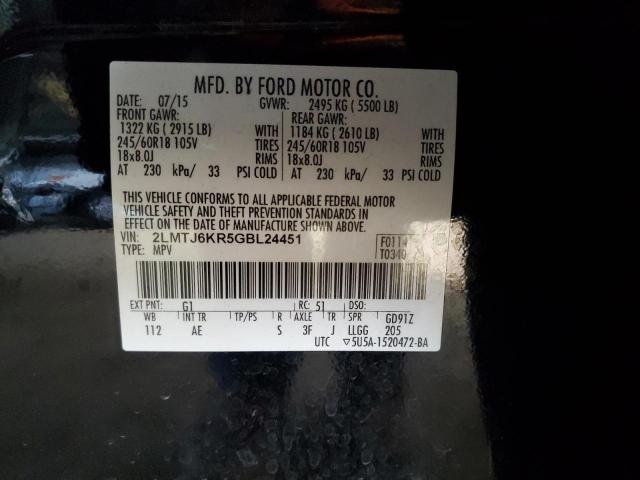 MFD. BY FORD MOTOR CO.
DATE: 07/15 GVWR: 2495 KG ( 5500 LB)
FRONT GAWR: REAR GAWR:
1322 KG ( 2915 LB) WITH 1184 KG ( 2610 LB) WITH
245/60R18 105V TIRES 245/60R18 105V TIRES
18x8.0J RIMS 18x8.0J RIMS
AT 230 kPa/ 33 PSI COLD AT 230 kPa/ 33 PSI COLD
THIS VEHICLE CONFORMS TO ALL APPLICABLE FEDERAL MOTOR
VEHICLE SAFETY AND THEFT PREVENTION STANDARDS IN
EFFECT ON THE DATE OF MANUFACTURE SHOWN ABOVE.
VIN: 2LMTJ6KR5GBL24451 F0114
TYPE: MPV T0340
EXT PNT: G1 RC: 51 DSO:
WB INT TR TP/PS R AXLE TR SPR GD91Z
112 AE S 3F J LLGG 205
UTC ▽5U5A-1520472-BA